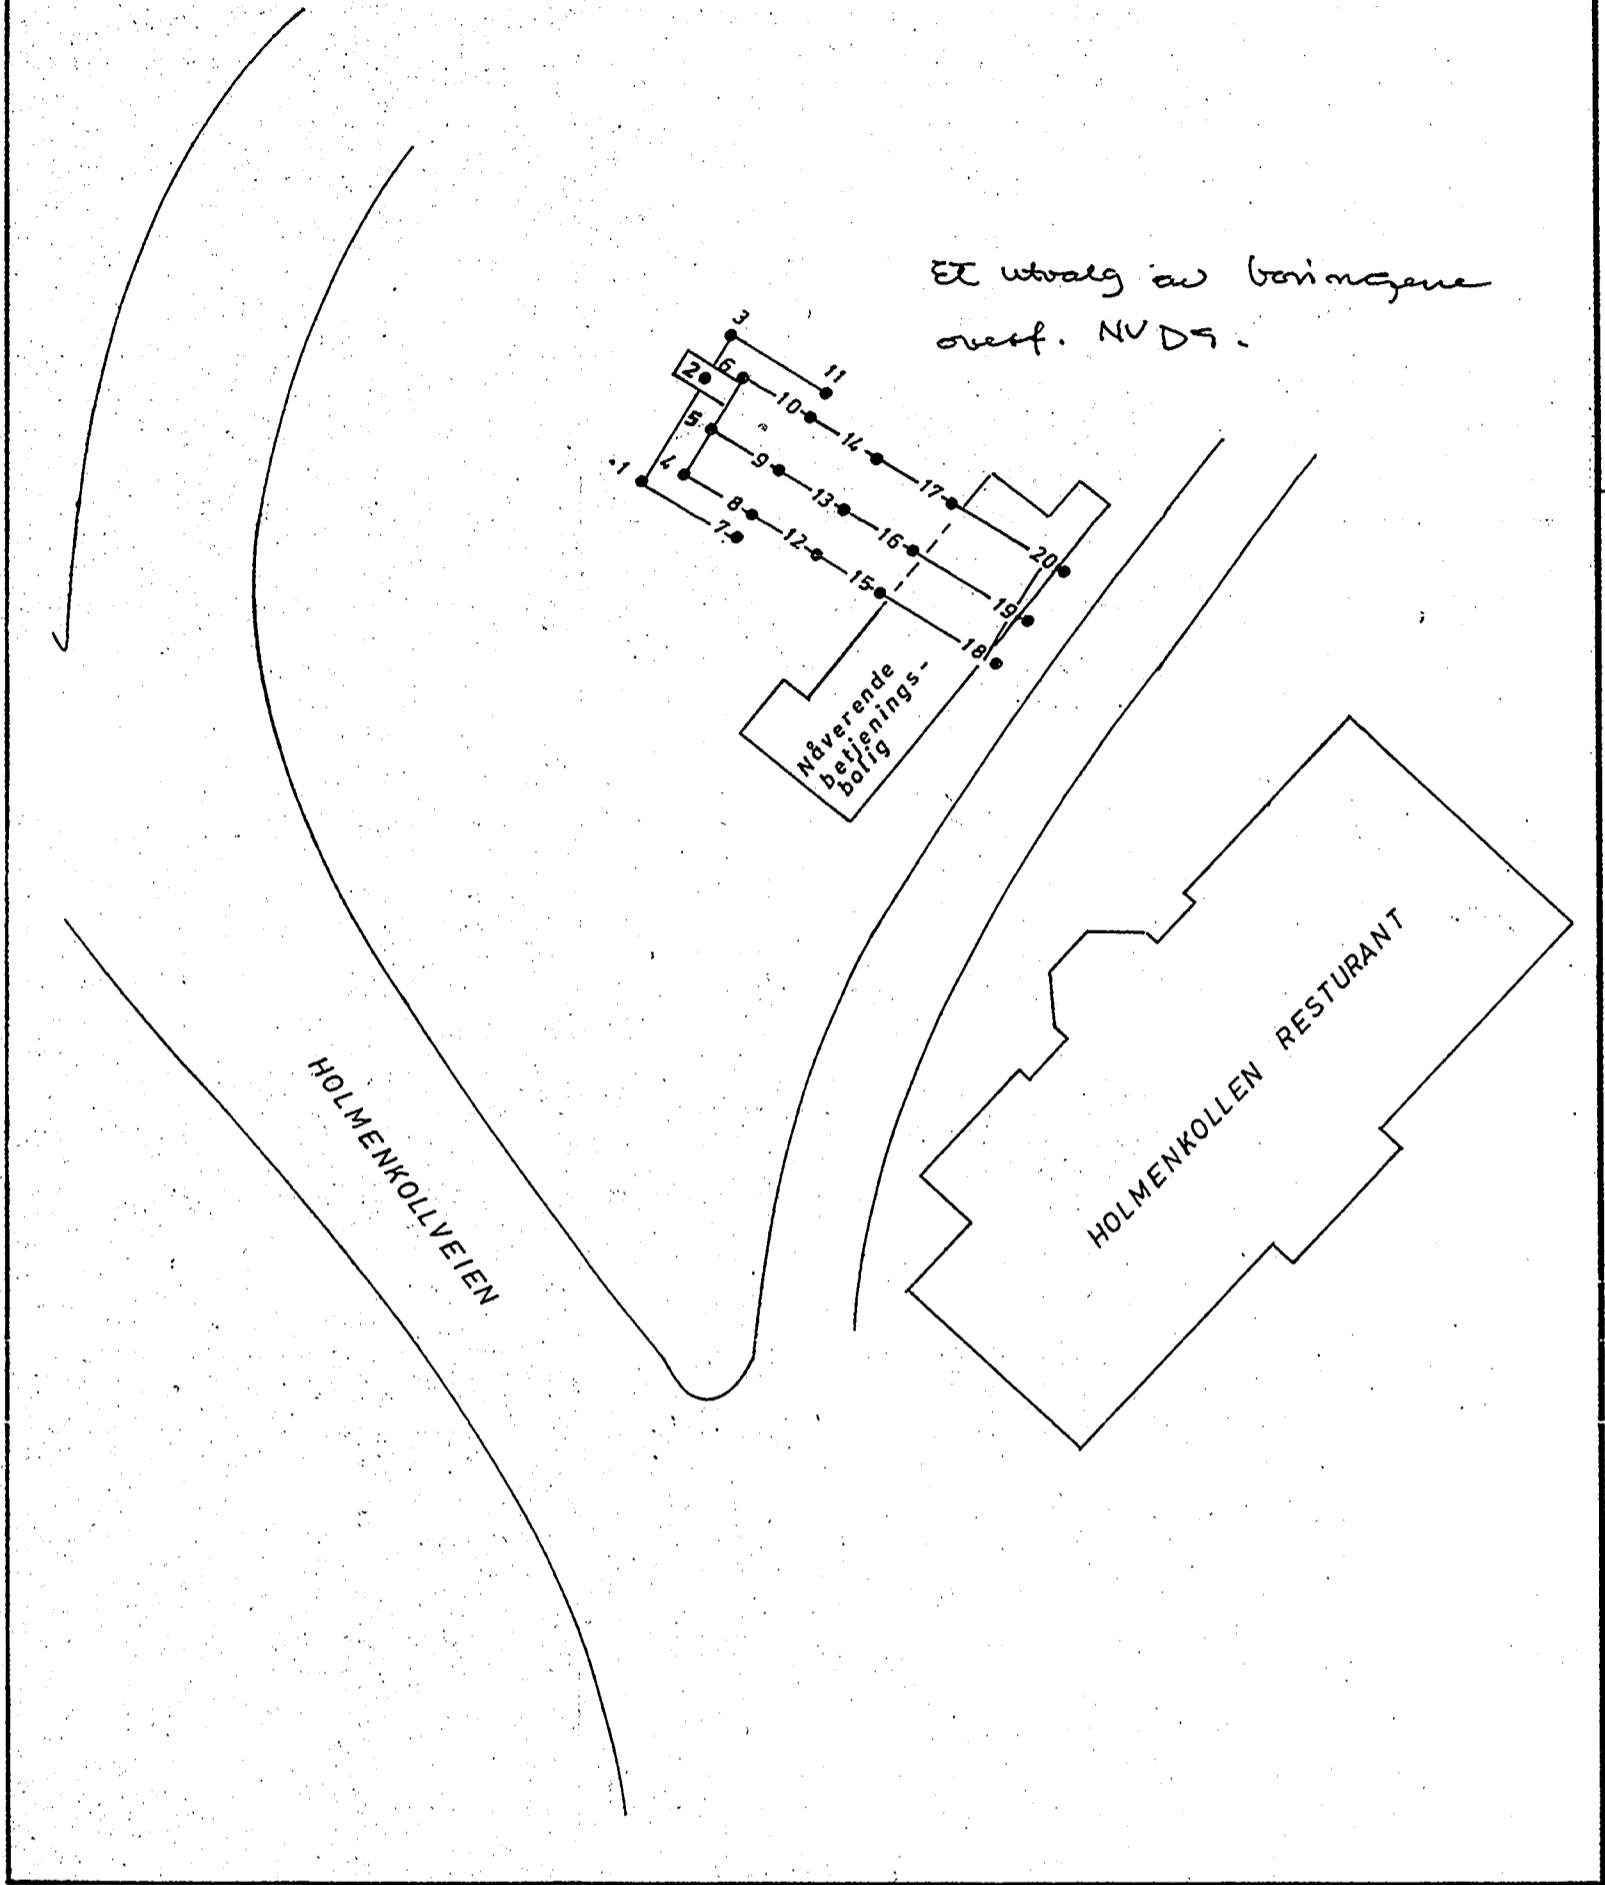 Et utvalg av boringene
overf. NVDS.
3
11
6
2
10
5
14
1
4
9
17
8
13
7
12
16
20
15
19
18
Nåverende
betjenings-
bolig
HOLMENKOLLEN RESTURANT
HOLMENKOLLVEIEN